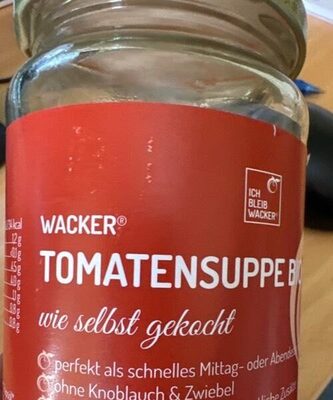 ICH
BLEIB
WACKER!
WACKER®
TOMATENSUPPE
wie selbst gekocht
perfekt als schnelles Mittag- oder
ohne Knoblauch & Zwiebel